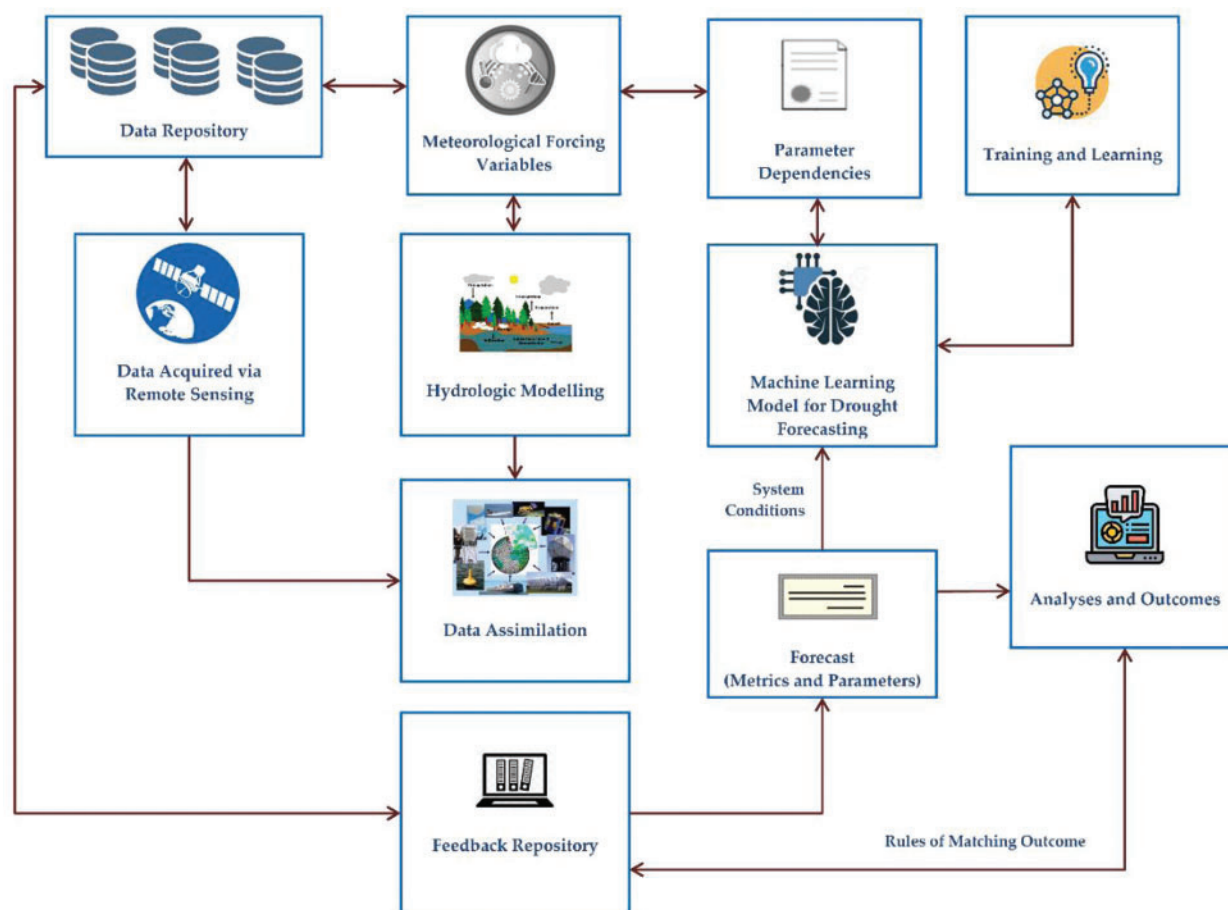 Data Repository
Meteorological Forcing
Variables
Parameter
Dependencies
Training and Learning
Data Acquired via
Remote Sensing
Hydrologic Modelling
Machine Learning
Model for Drought
Forecasting
System
Conditions
Data Assimilation
Forecast
(Metrics and Parameters)
Analyses and Outcomes
Feedback Repository
Rules of Matching Outcome